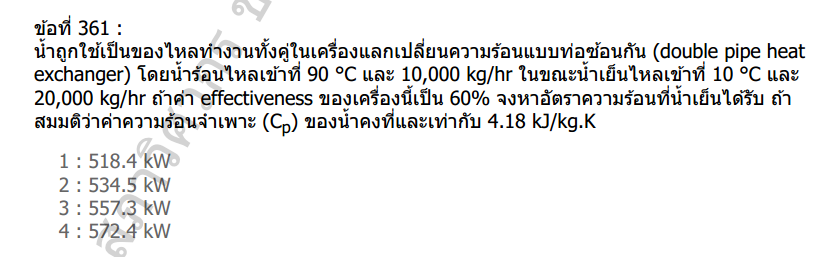 ข้อที่ 361 :
น้ำถูกใช้เป็นของไหลทำงานทั้งคู่ในเครื่องแลกเปลี่ยนความร้อนแบบท่อซ้อนกัน (double pipe heat
exchanger) โดยน้ำร้อนไหลเข้าที่ 90 °C และ 10,000 kg/hr ในขณะน้ำเย็นไหลเข้าที่ 10 °C และ
20,000 kg/hr ถ้าค่า effectiveness ของเครื่องนี้เป็น 60% จงหาอัตราความร้อนที่น้ำเย็นได้รับ ถ้า
สมมติว่าค่าความร้อนจำเพาะ (Cp) ของน้ำคงที่และเท่ากับ 4.18 kJ/kg.K
1 : 518.4 kW
2 : 534.5 kW
3 : 557.3 kW
4 : 572.4 kW
สภาวิศวกร